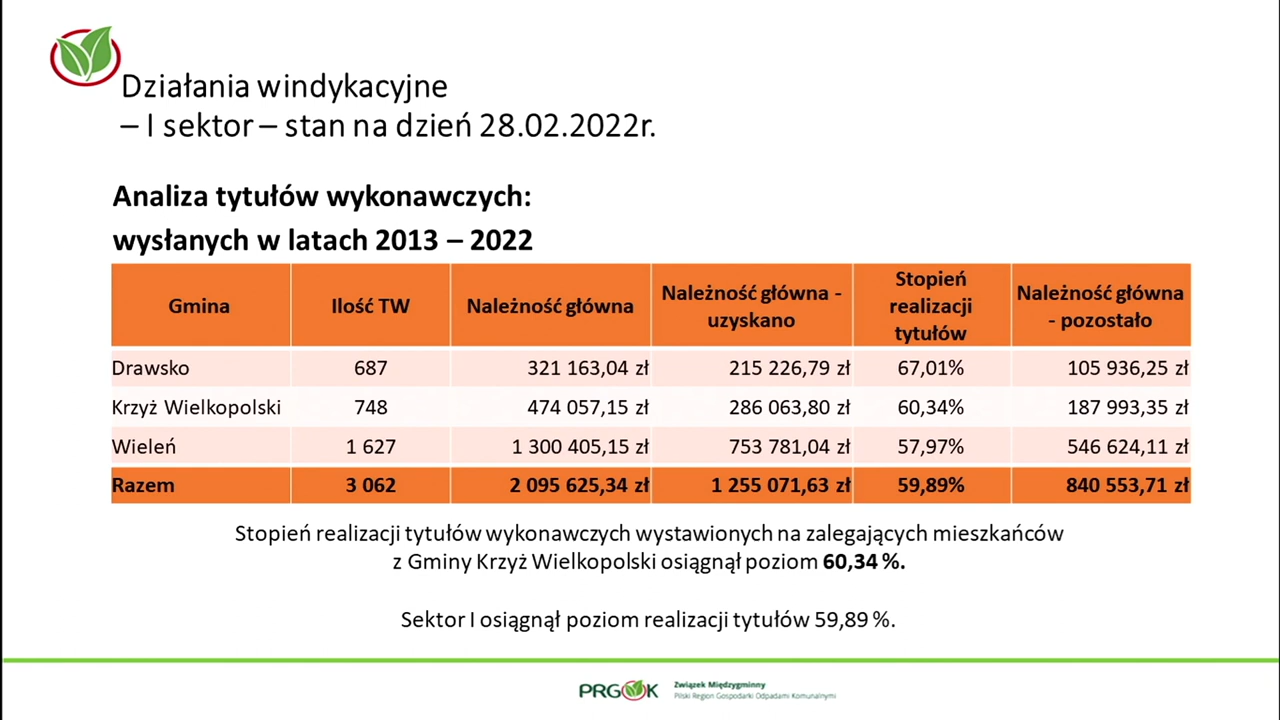 Działania windykacyjne
– I sektor – stan na dzień 28.02.2022r.
Analiza tytułów wykonawczych:
wysłanych w latach 2013 – 2022
Gmina Ilość TW Należność główna Należność główna - uzyskano Stopień realizacji tytułów Należność główna - pozostało
Drawsko 687 321 163,04 zł 215 226,79 zł 67,01% 105 936,25 zł
Krzyż Wielkopolski 748 474 057,15 zł 286 063,80 zł 60,34% 187 993,35 zł
Wieleń 1 627 1 300 405,15 zł 753 781,04 zł 57,97% 546 624,11 zł
Razem 3 062 2 095 625,34 zł 1 255 071,63 zł 59,89% 840 553,71 zł
Stopień realizacji tytułów wykonawczych wystawionych na zalegających mieszkańców
z Gminy Krzyż Wielkopolski osiągnął poziom 60,34 %.
Sektor I osiągnął poziom realizacji tytułów 59,89 %.
PRGOK Związek Międzygminny
Pilski Region Gospodarki Odpadami Komunalnymi